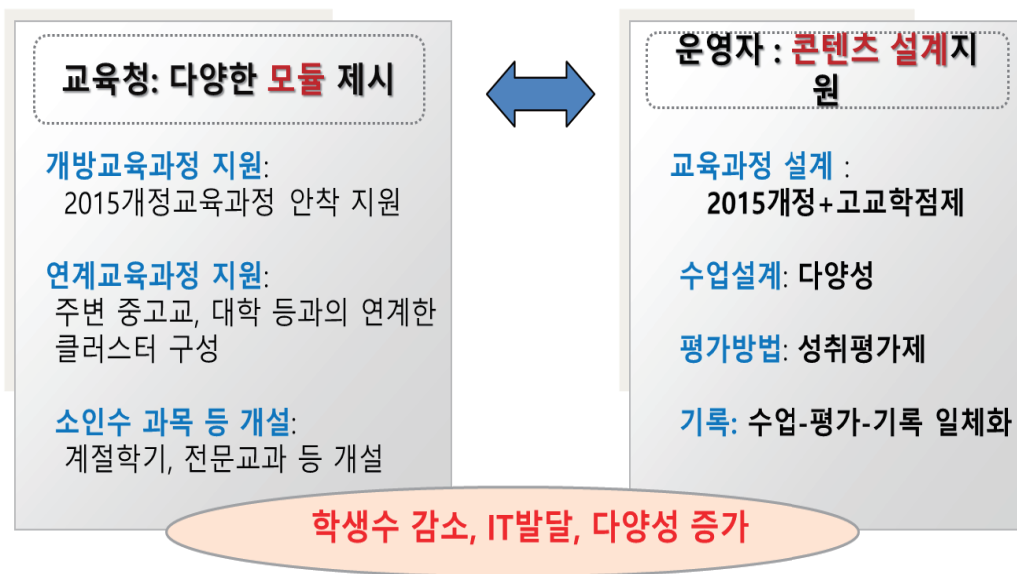 교육청: 다양한 모듈 제시
개방교육과정 지원:
2015개정교육과정 안착 지원
연계교육과정 지원:
주변 중고교, 대학 등과의 연계한
클러스터 구성
소인수 과목 등 개설:
계절학기, 전문교과 등 개설
운영자 : 콘텐츠 설계지
원
교육과정 설계 :
2015개정+고교학점제
수업설계: 다양성
평가방법: 성취평가제
기록: 수업-평가-기록 일체화
학생수 감소, IT발달, 다양성 증가